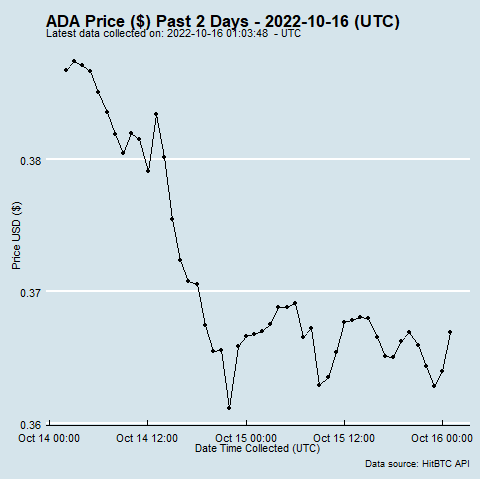 ADA Price ($) Past 2 Days - 2022-10-16 (UTC)
Latest data collected on: 2022-10-16 01:03:48 - UTC
0.38
0.37
0.36
Price USD ($)
Oct 14 00:00 Oct 14 12:00 Oct 15 00:00 Oct 15 12:00 Oct 16 00:00
Date Time Collected (UTC)
Data source: HitBTC API